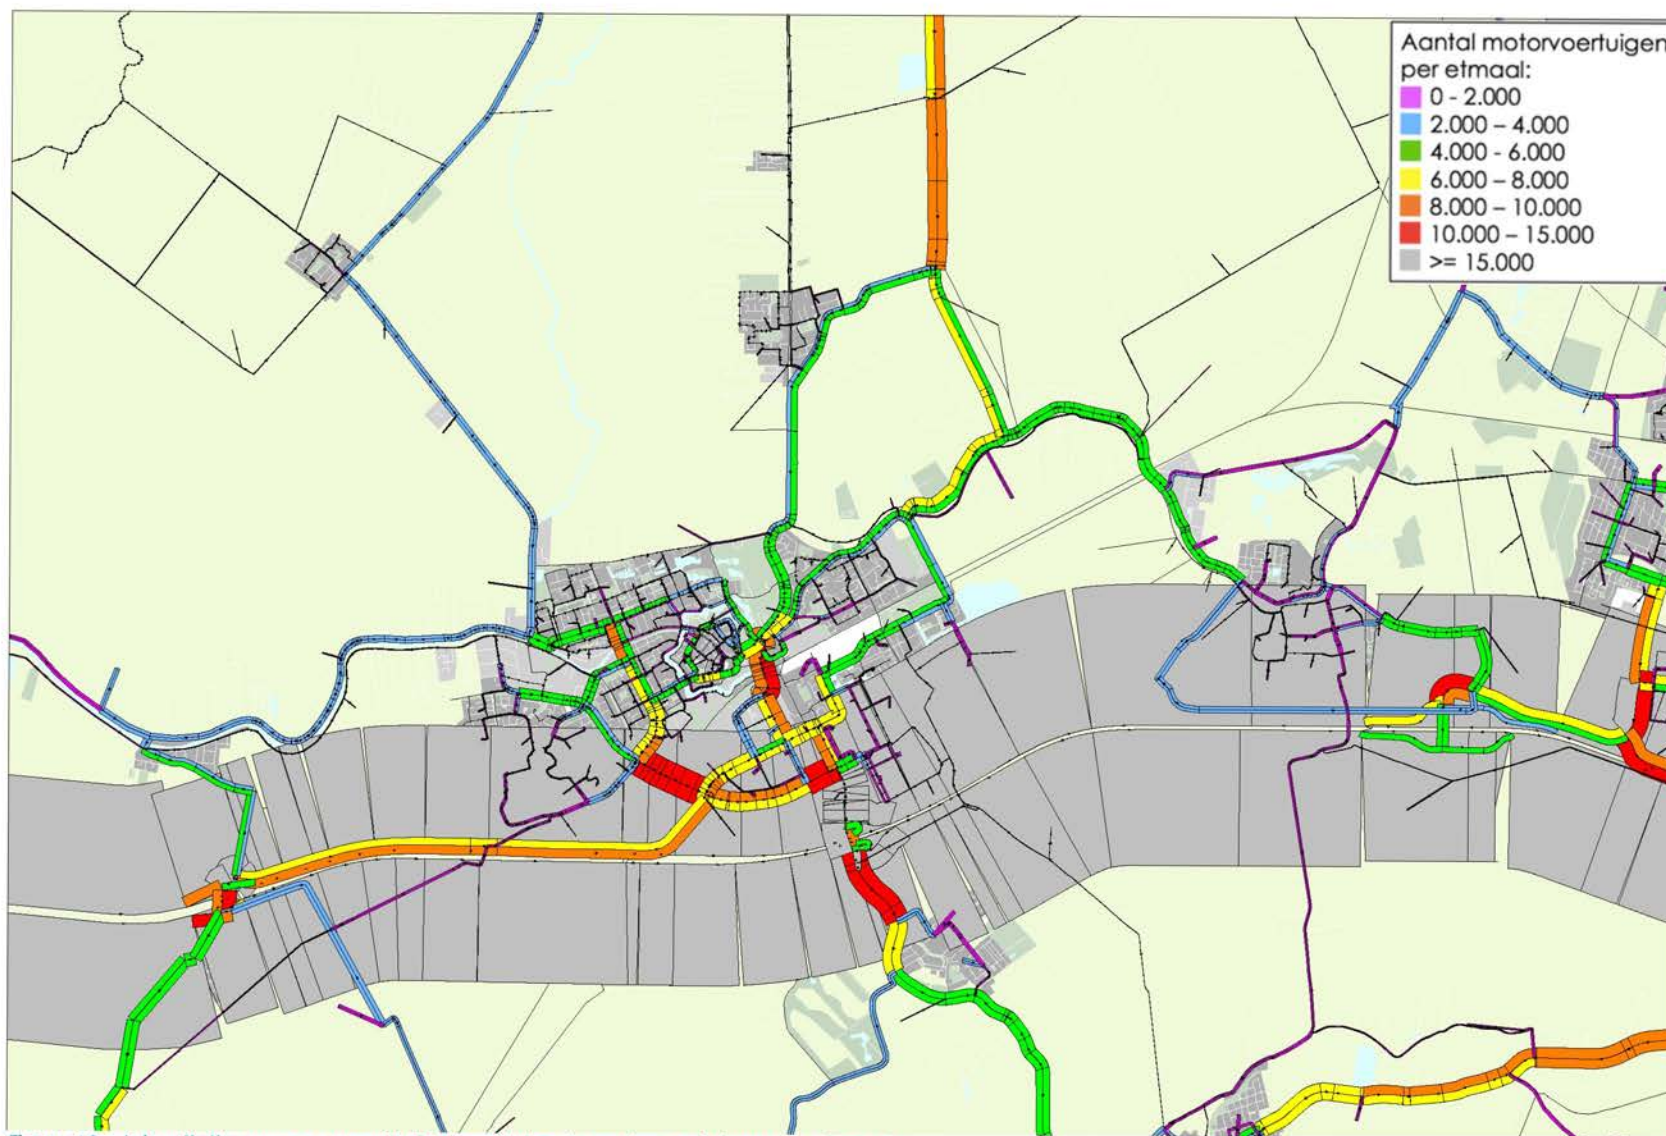 Aantal motorvoertuigen
per etmaal:
0 - 2.000
2.000 – 4.000
4.000 - 6.000
6.000 – 8.000
8.000 – 10.000
10.000 – 15.000
>= 15.000